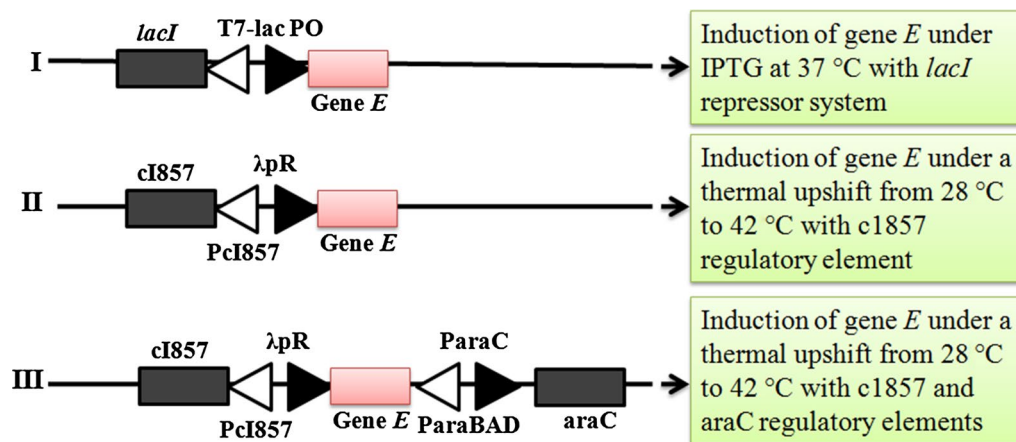 lacI T7-lac PO
I
Gene E
Induction of gene E under
IPTG at 37 °C with lacI
repressor system
cI857 λpR
II
PcI857 Gene E
Induction of gene E under a
thermal upshift from 28 °C
to 42 °C with c1857
regulatory element
cI857 λpR ParaC
III
PcI857 Gene E ParaBAD araC
Induction of gene E under a
thermal upshift from 28 °C
to 42 °C with c1857 and
araC regulatory elements